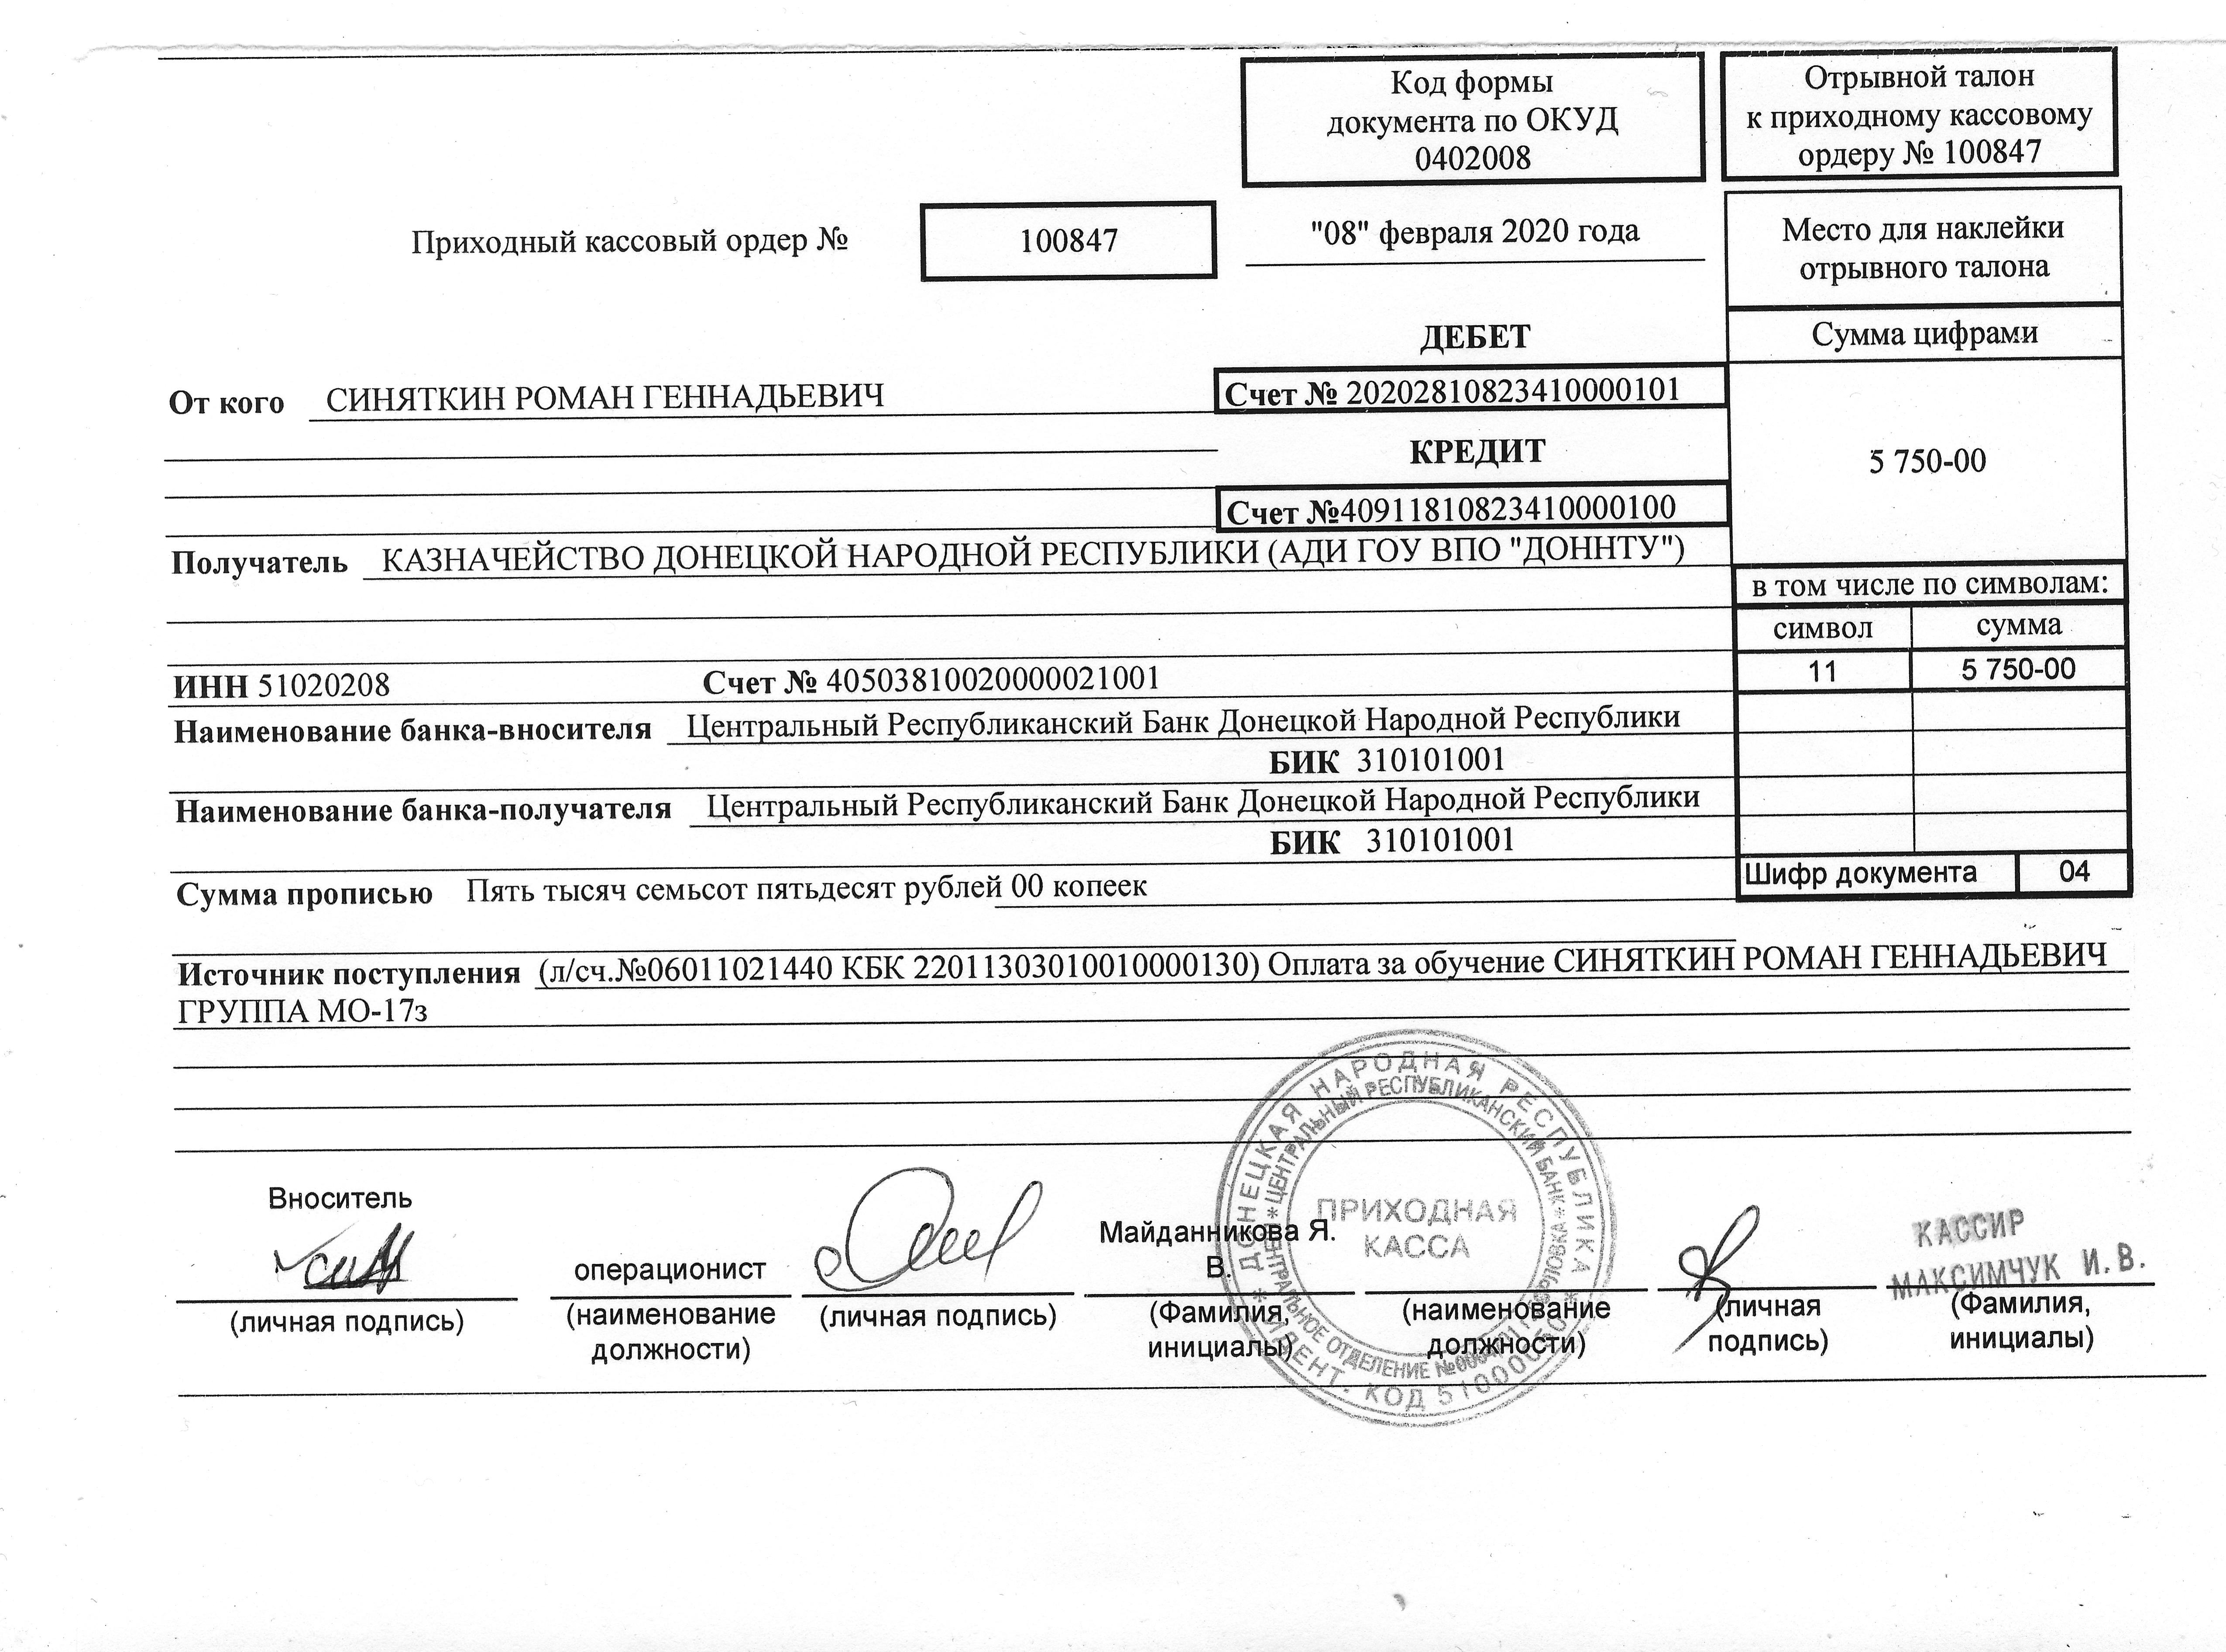 Код формы
документа по ОКУД
0402008
Отрывной талон
к приходному кассовому
ордеру № 100847
Приходный кассовый ордер №
100847
"08" февраля 2020 года
Место для наклейки
отрывного талона
Сумма цифрами
5 750-00
ДЕБЕТ
От кого СИНЯТКИН РОМАН ГЕННАДЬЕВИЧ
Счет № 20202810823410000101
КРЕДИТ
Счет №40911810823410000100
Получатель КАЗНАЧЕЙСТВО ДОНЕЦКОЙ НАРОДНОЙ РЕСПУБЛИКИ (АДИ ГОУ ВПО "ДОННТУ")
в том числе по символам:
символ сумма
11 5 750-00
ИНН 51020208 Счет № 40503810020000021001
Наименование банка-вносителя Центральный Республиканский Банк Донецкой Народной Республики
БИК 310101001
Наименование банка-получателя Центральный Республиканский Банк Донецкой Народной Республики
БИК 310101001
Шифр документа 04
Сумма прописью Пять тысяч семьсот пятьдесят рублей 00 копеек
Источник поступления (л/сч.№06011021440 КБК 22011303010010000130) Оплата за обучение СИНЯТКИН РОМАН ГЕННАДЬЕВИЧ
ГРУППА МО-17з
Вноситель
(личная подпись)
операционист
(наименование
должности)
(личная подпись)
Майданникова Я.
В.
(Фамилия,
инициалы)
(наименование
должности)
(личная
подпись)
КАССИР
МАКСИМЧУК И. В.
(Фамилия,
инициалы)
ДОНЕЦКАЯ НАРОДНАЯ РЕСПУБЛИКА
ЦЕНТРАЛЬНЫЙ РЕСПУБЛИКАНСКИЙ БАНК
ПРИХОДНАЯ
КАССА
ОТДЕЛЕНИЕ
ИДЕНТ. КОД